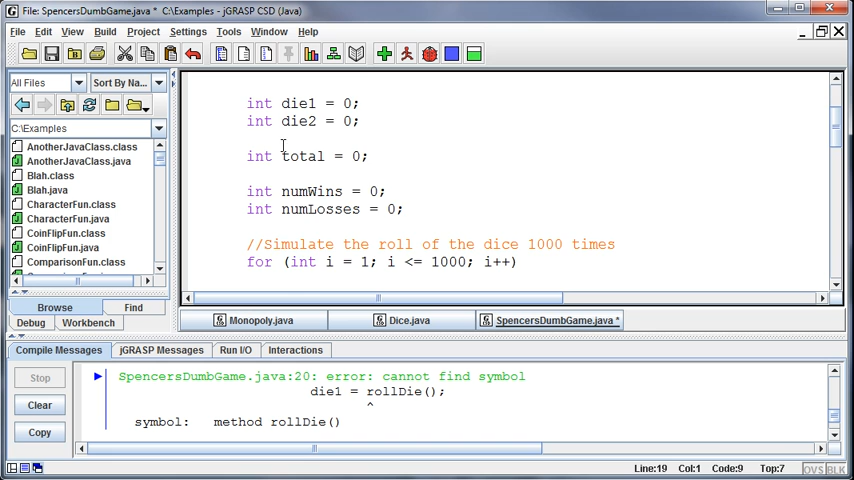 File: SpencersDumbGame.java * C:\Examples - jGRASP CSD (Java)
File Edit View Build Project Settings Tools Window Help
All Files Sort By Na...
C:\Examples
AnotherJavaClass.class
AnotherJavaClass.java
Blah.class
Blah.java
CharacterFun.class
CharacterFun.java
CoinFlipFun.class
CoinFlipFun.java
ComparisonFun.class
Browse Find
Debug Workbench
int die1 = 0;
int die2 = 0;
int total = 0;
int numWins = 0;
int numLosses = 0;
//Simulate the roll of the dice 1000 times
for (int i = 1; i <= 1000; i++)
Monopoly.java Dice.java SpencersDumbGame.java *
Compile Messages jGRASP Messages Run I/O Interactions
Stop
Clear
Copy
SpencersDumbGame.java:20: error: cannot find symbol
die1 = rollDie();
^
symbol: method rollDie()
Line:19 Col:1 Code:9 Top:7 OVS BLK